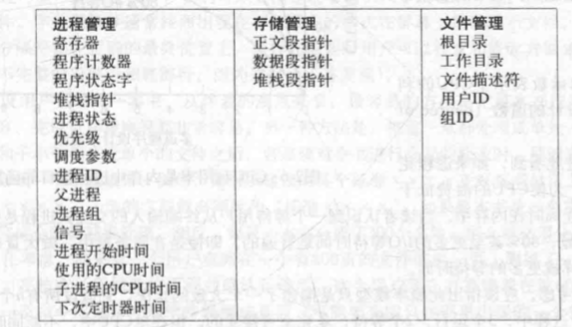 进程管理
寄存器
程序计数器
程序状态字
堆栈指针
进程状态
优先级
调度参数
进程ID
父进程
进程组
信号
进程开始时间
使用的CPU时间
子进程的CPU时间
下次定时器时间
存储管理
正文段指针
数据段指针
堆栈段指针
文件管理
根目录
工作目录
文件描述符
用户ID
组ID